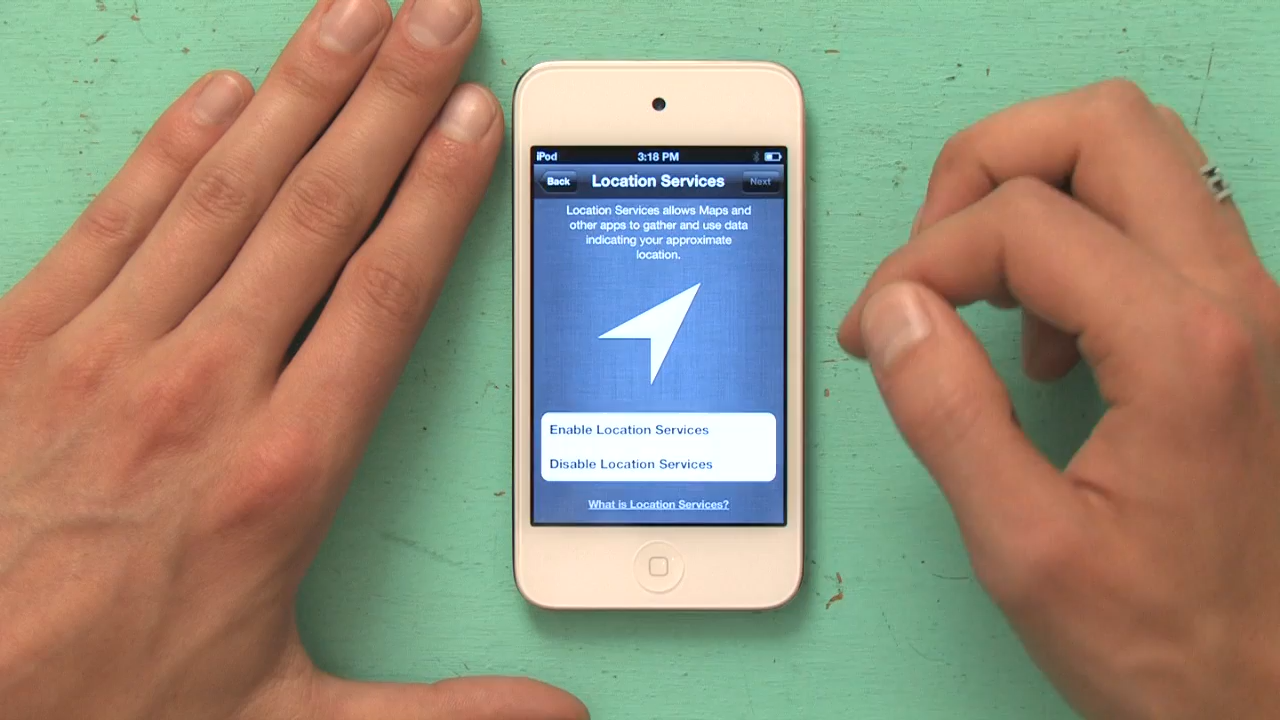 iPod 3:18 PM
Back Location Services Next
Location Services allows Maps and
other apps to gather and use data
indicating your approximate
location.
Enable Location Services
Disable Location Services
What is Location Services?